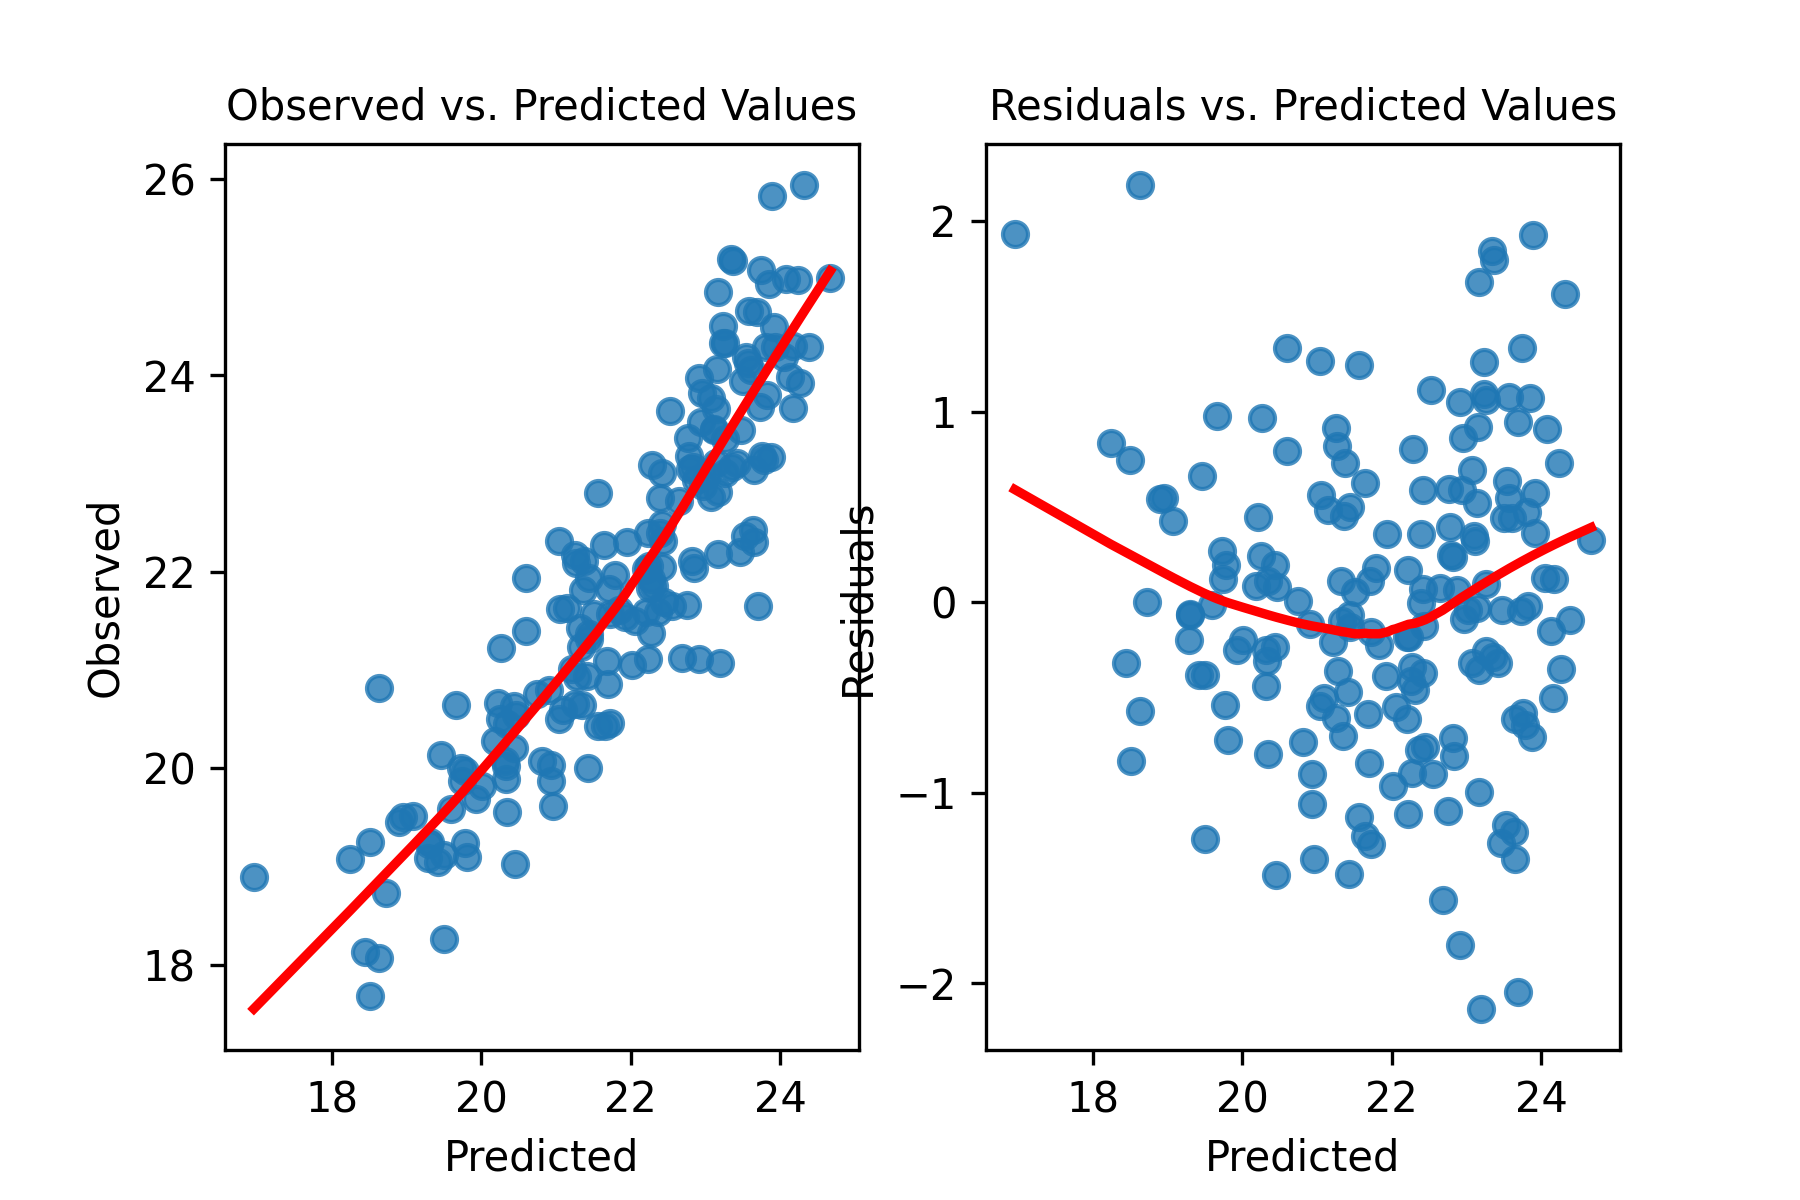 Observed vs. Predicted Values
26
24
22
20
18
Observed
18 20 22 24
Predicted
Residuals vs. Predicted Values
2
1
0
−1
−2
Residuals
18 20 22 24
Predicted